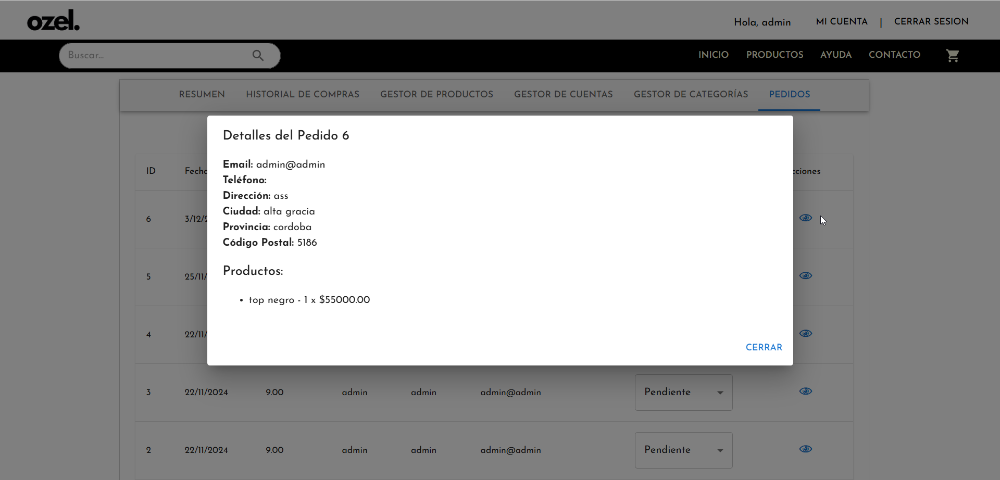 ozel.
Hola, admin MI CUENTA | CERRAR SESION
Buscar...
INICIO PRODUCTOS AYUDA CONTACTO
RESUMEN HISTORIAL DE COMPRAS GESTOR DE PRODUCTOS GESTOR DE CUENTAS GESTOR DE CATEGORÍAS PEDIDOS
Detalles del Pedido 6
Email: admin@admin
Teléfono:
Dirección: ass
Ciudad: alta gracia
Provincia: cordoba
Código Postal: 5186
Productos:
• top negro - 1 x $55000.00
CERRAR
ID Fecha cciones
6 3/12/2
5 25/11/
4 22/11/
3 22/11/2024 9.00 admin admin admin@admin Pendiente
2 22/11/2024 9.00 admin admin admin@admin Pendiente